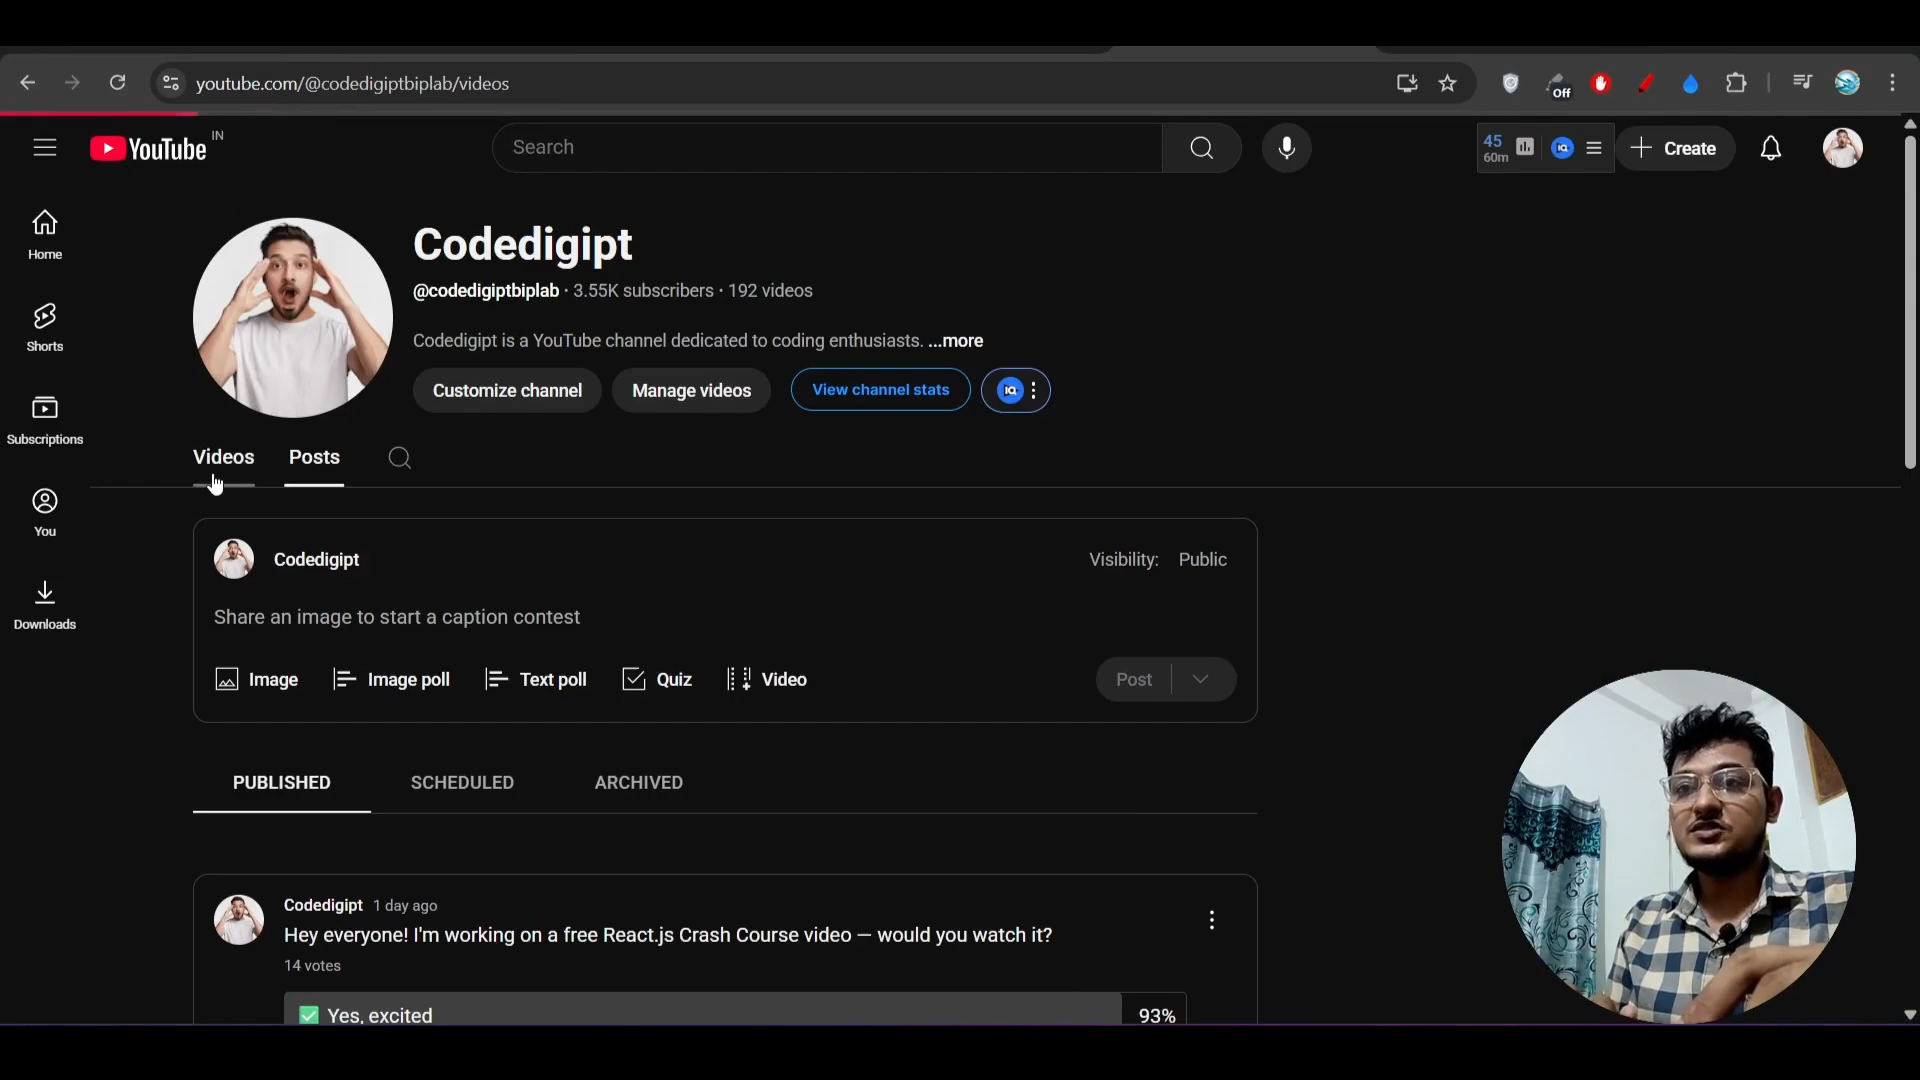 youtube.com/@codedigiptbiplab/videos
Off
YouTube IN
Search
45
60m
IQ
Create
Home
Shorts
Subscriptions
You
Downloads
Codedigipt
@codedigiptbiplab · 3.55K subscribers · 192 videos
Codedigipt is a YouTube channel dedicated to coding enthusiasts. ...more
Customize channel
Manage videos
View channel stats
IQ
Videos
Posts
Codedigipt
Visibility: Public
Share an image to start a caption contest
Image
Image poll
Text poll
Quiz
Video
Post
PUBLISHED
SCHEDULED
ARCHIVED
Codedigipt 1 day ago
Hey everyone! I'm working on a free React.js Crash Course video — would you watch it?
14 votes
✅ Yes, excited
93%